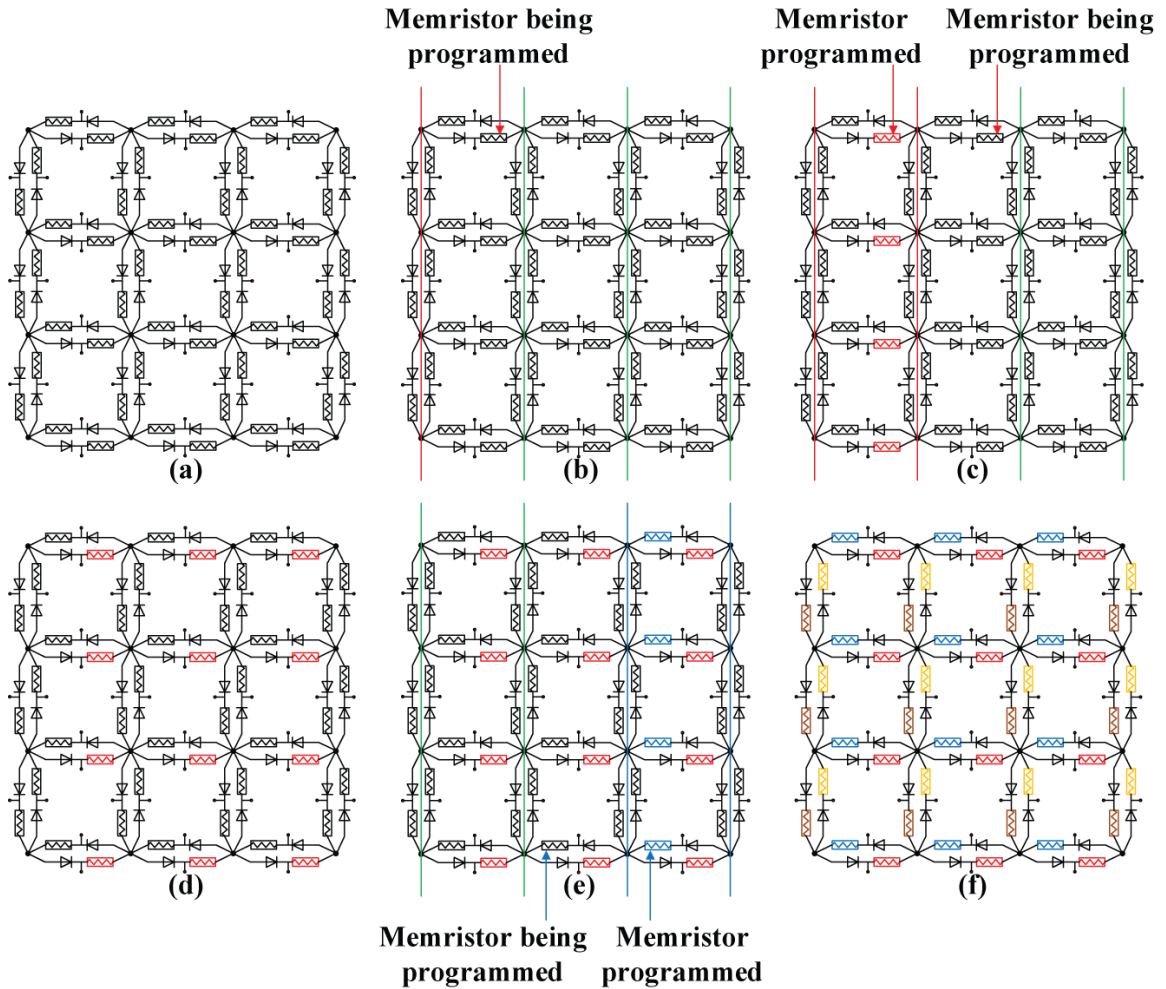 Memristor being
programmed
Memristor
programmed
Memristor being
programmed
(a)
(b)
(c)
(d)
(e)
(f)
Memristor being
programmed
Memristor
programmed